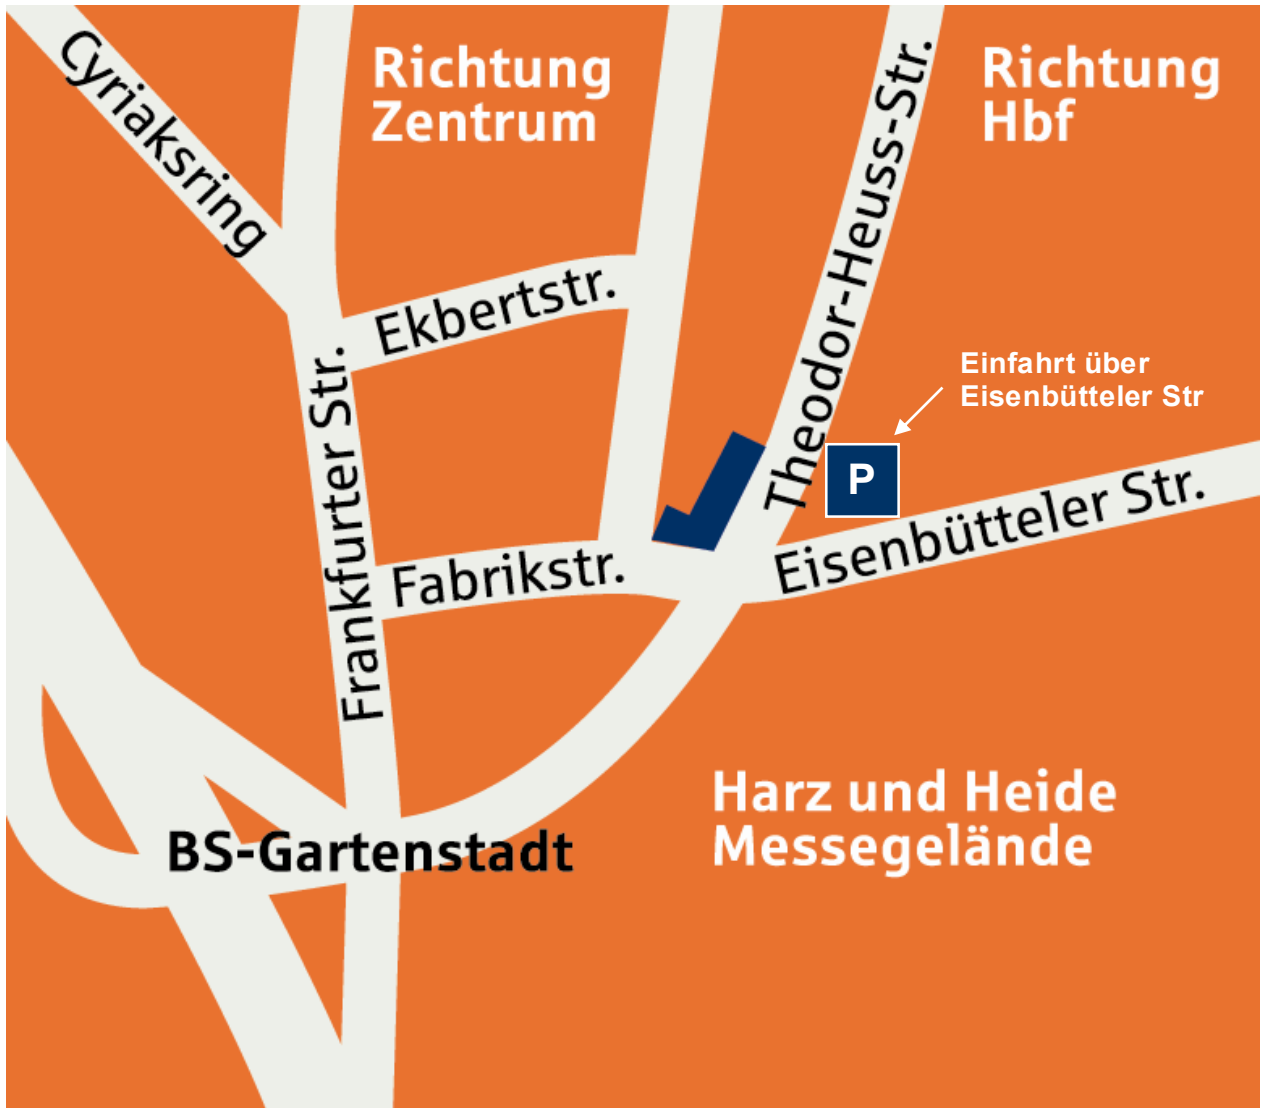 Cyriaksring
Richtung
Zentrum
Theodor-Heuss-Str.
Richtung
Hbf
Ekbertstr.
Frankfurter Str.
Einfahrt über
Eisenbütteler Str
P
Eisenbütteler Str.
Fabrikstr.
Harz und Heide
Messegelände
BS-Gartenstadt